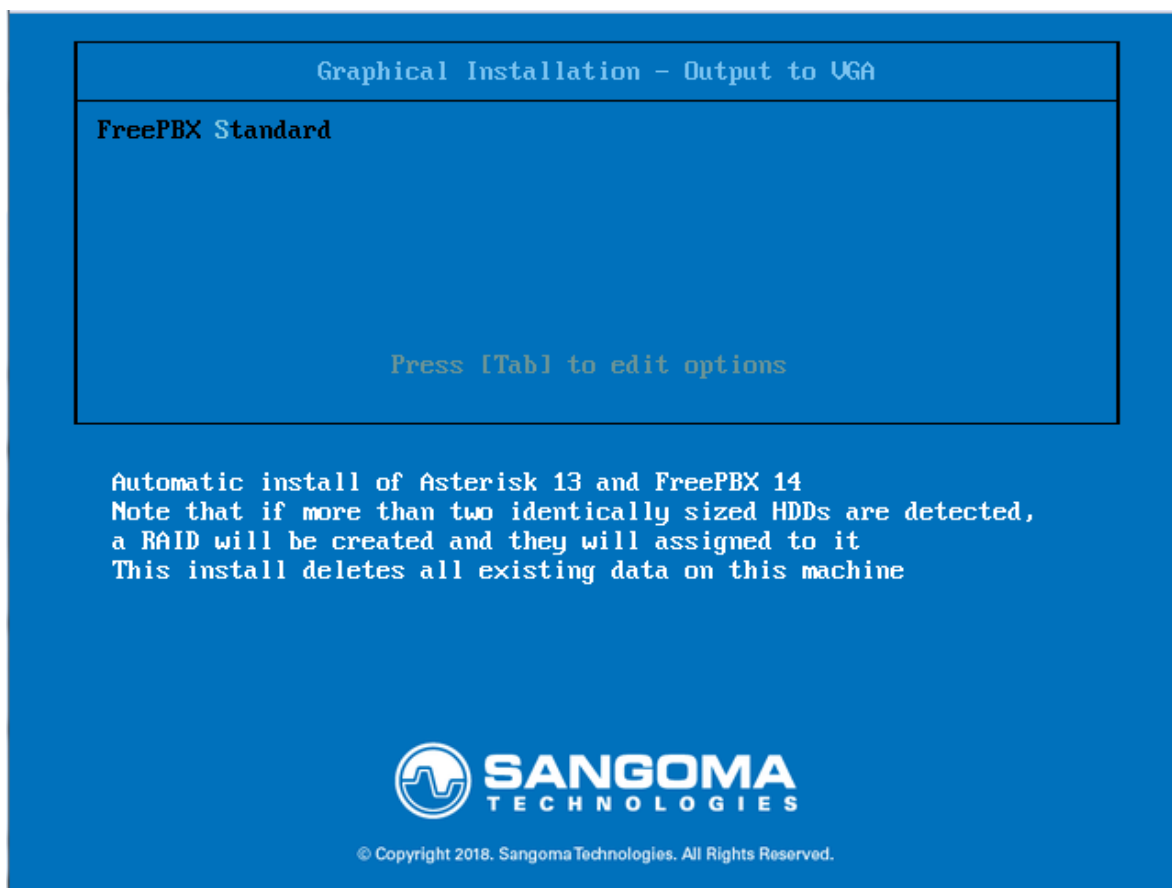 Graphical Installation - Output to VGA
FreePBX Standard
Press [Tab] to edit options
Automatic install of Asterisk 13 and FreePBX 14
Note that if more than two identically sized HDDs are detected,
a RAID will be created and they will assigned to it
This install deletes all existing data on this machine
SANGOMA
TECHNOLOGIES
© Copyright 2018. Sangoma Technologies. All Rights Reserved.